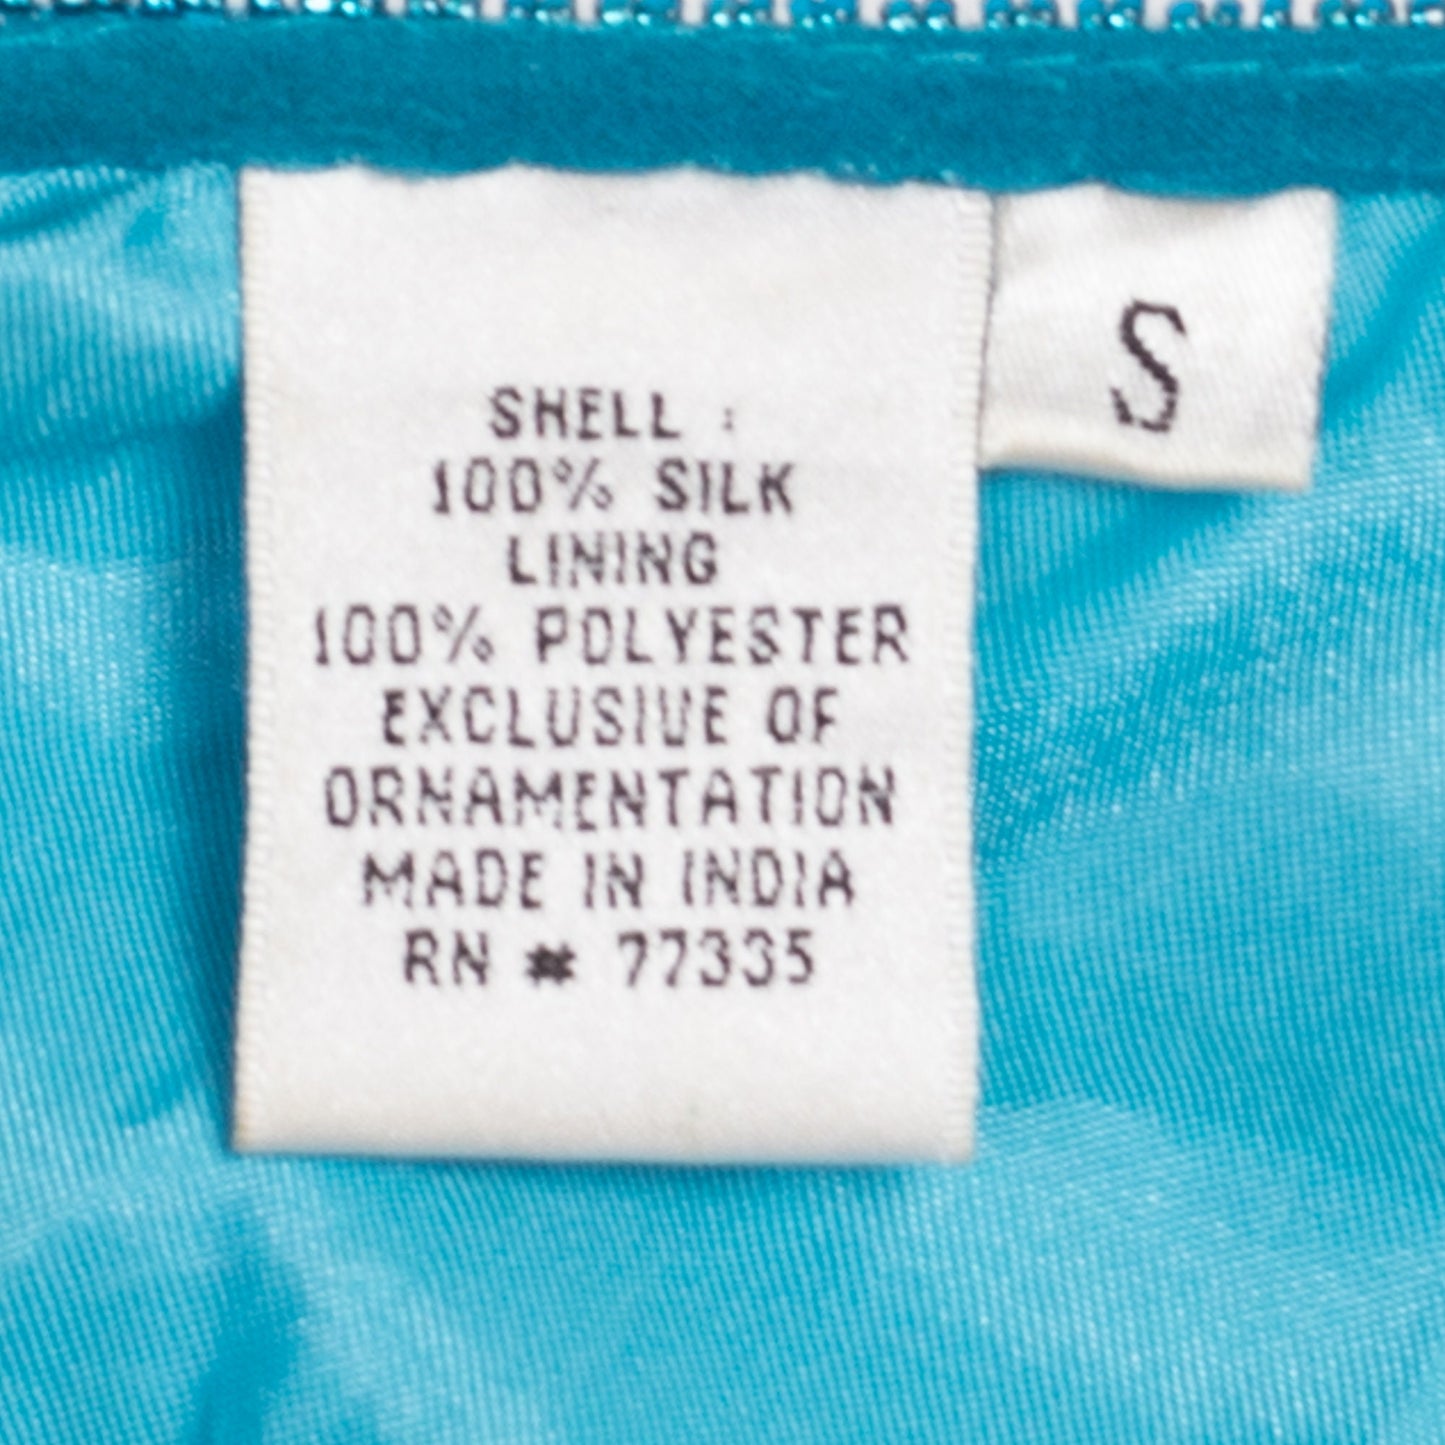 SHELL :
100% SILK
LINING
100% POLYESTER
EXCLUSIVE OF
ORNAMENTATION
MADE IN INDIA
RN # 77335
S